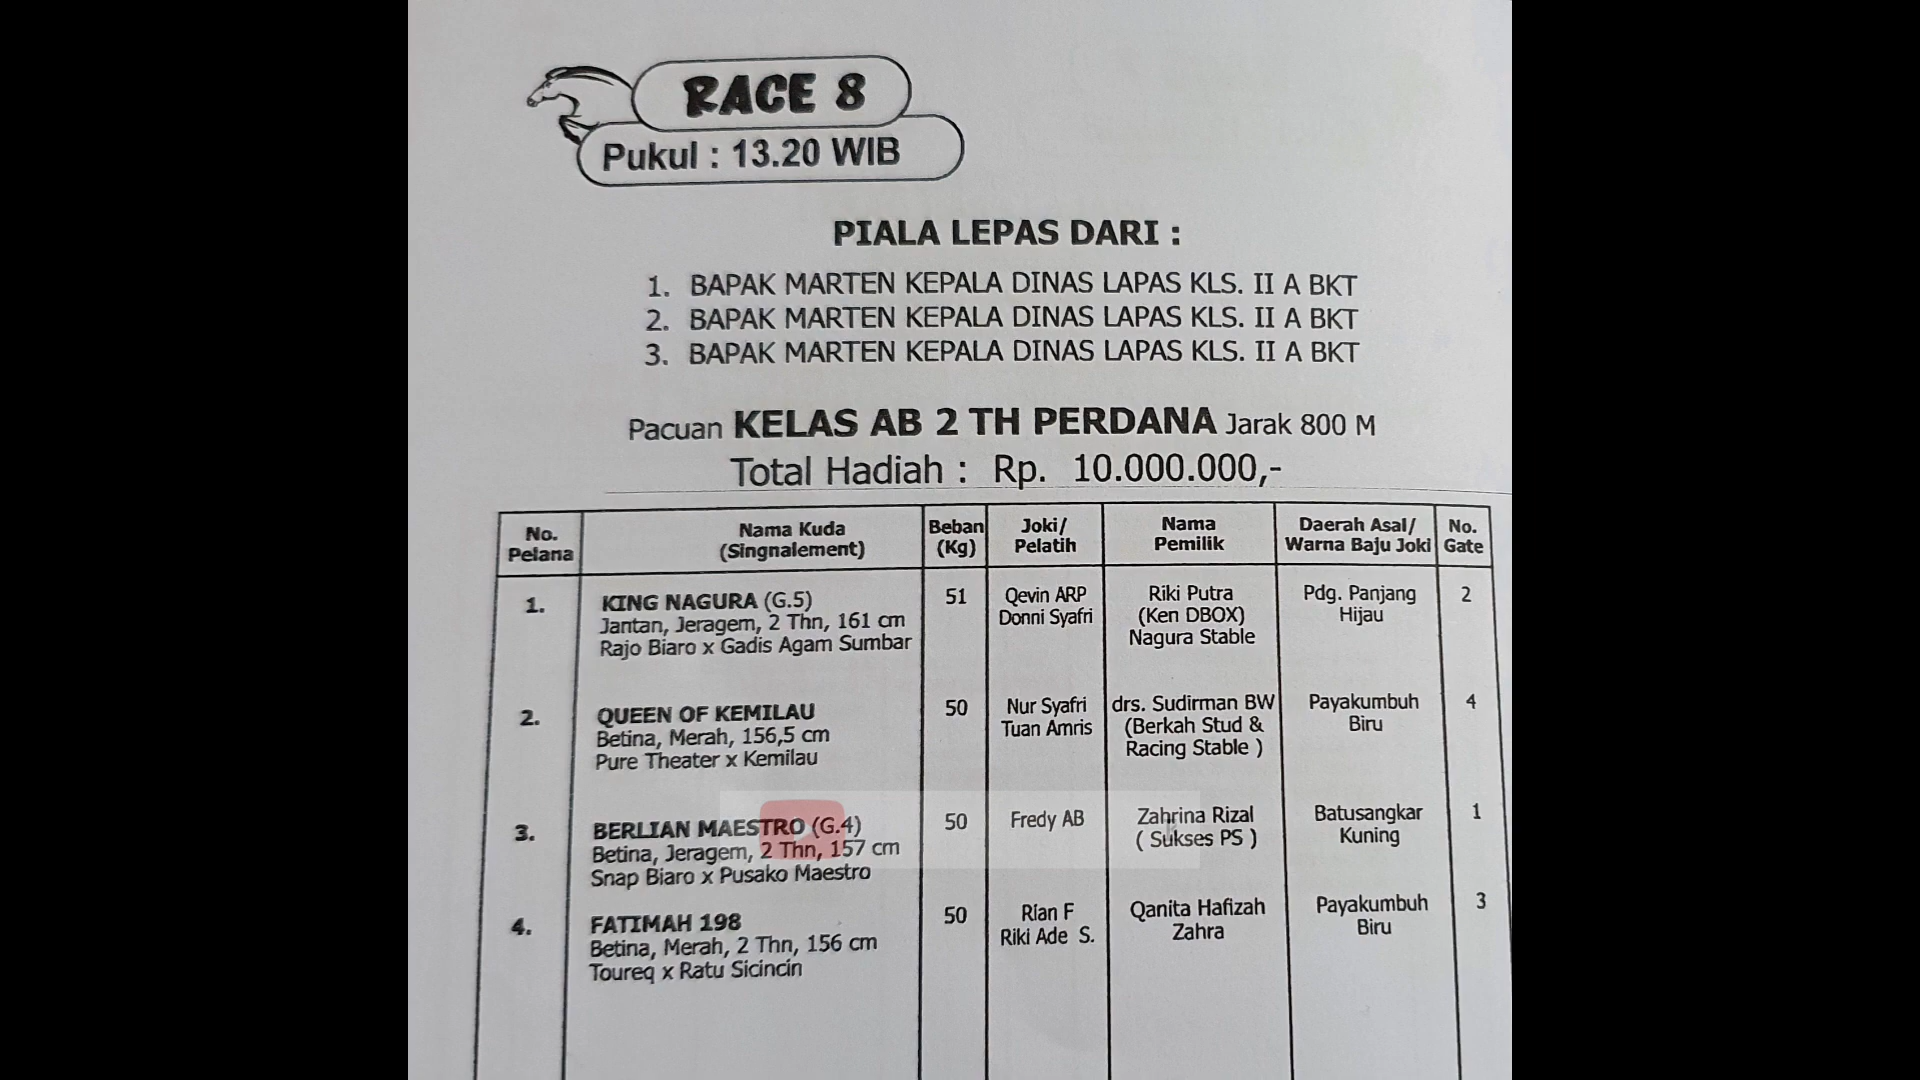 RACE 8
Pukul : 13.20 WIB
PIALA LEPAS DARI :
1. BAPAK MARTEN KEPALA DINAS LAPAS KLS. II A BKT
2. BAPAK MARTEN KEPALA DINAS LAPAS KLS. II A BKT
3. BAPAK MARTEN KEPALA DINAS LAPAS KLS. II A BKT
Pacuan KELAS AB 2 TH PERDANA Jarak 800 M
Total Hadiah : Rp. 10.000.000,-
No. Nama Kuda Beban Joki/ Nama Daerah Asal/ No.
Pelana (Singnalement) (Kg) Pelatih Pemilik Warna Baju Joki Gate
1. KING NAGURA (G.5) 51 Qevin ARP Riki Putra Pdg. Panjang 2
Jantan, Jeragem, 2 Thn, 161 cm Donni Syafri (Ken DBOX) Hijau
Rajo Biaro x Gadis Agam Sumbar Nagura Stable
2. QUEEN OF KEMILAU 50 Nur Syafri drs. Sudirman BW Payakumbuh 4
Betina, Merah, 156,5 cm Tuan Amris (Berkah Stud & Biru
Pure Theater x Kemilau Racing Stable )
3. BERLIAN MAESTRO (G.4) 50 Fredy AB Zahrina Rizal Batusangkar 1
Betina, Jeragem, 2 Thn, 157 cm ( Sukses PS ) Kuning
Snap Biaro x Pusako Maestro
4. FATIMAH 198 50 Rian F Qanita Hafizah Payakumbuh 3
Betina, Merah, 2 Thn, 156 cm Riki Ade S. Zahra Biru
Toureq x Ratu Sicincin